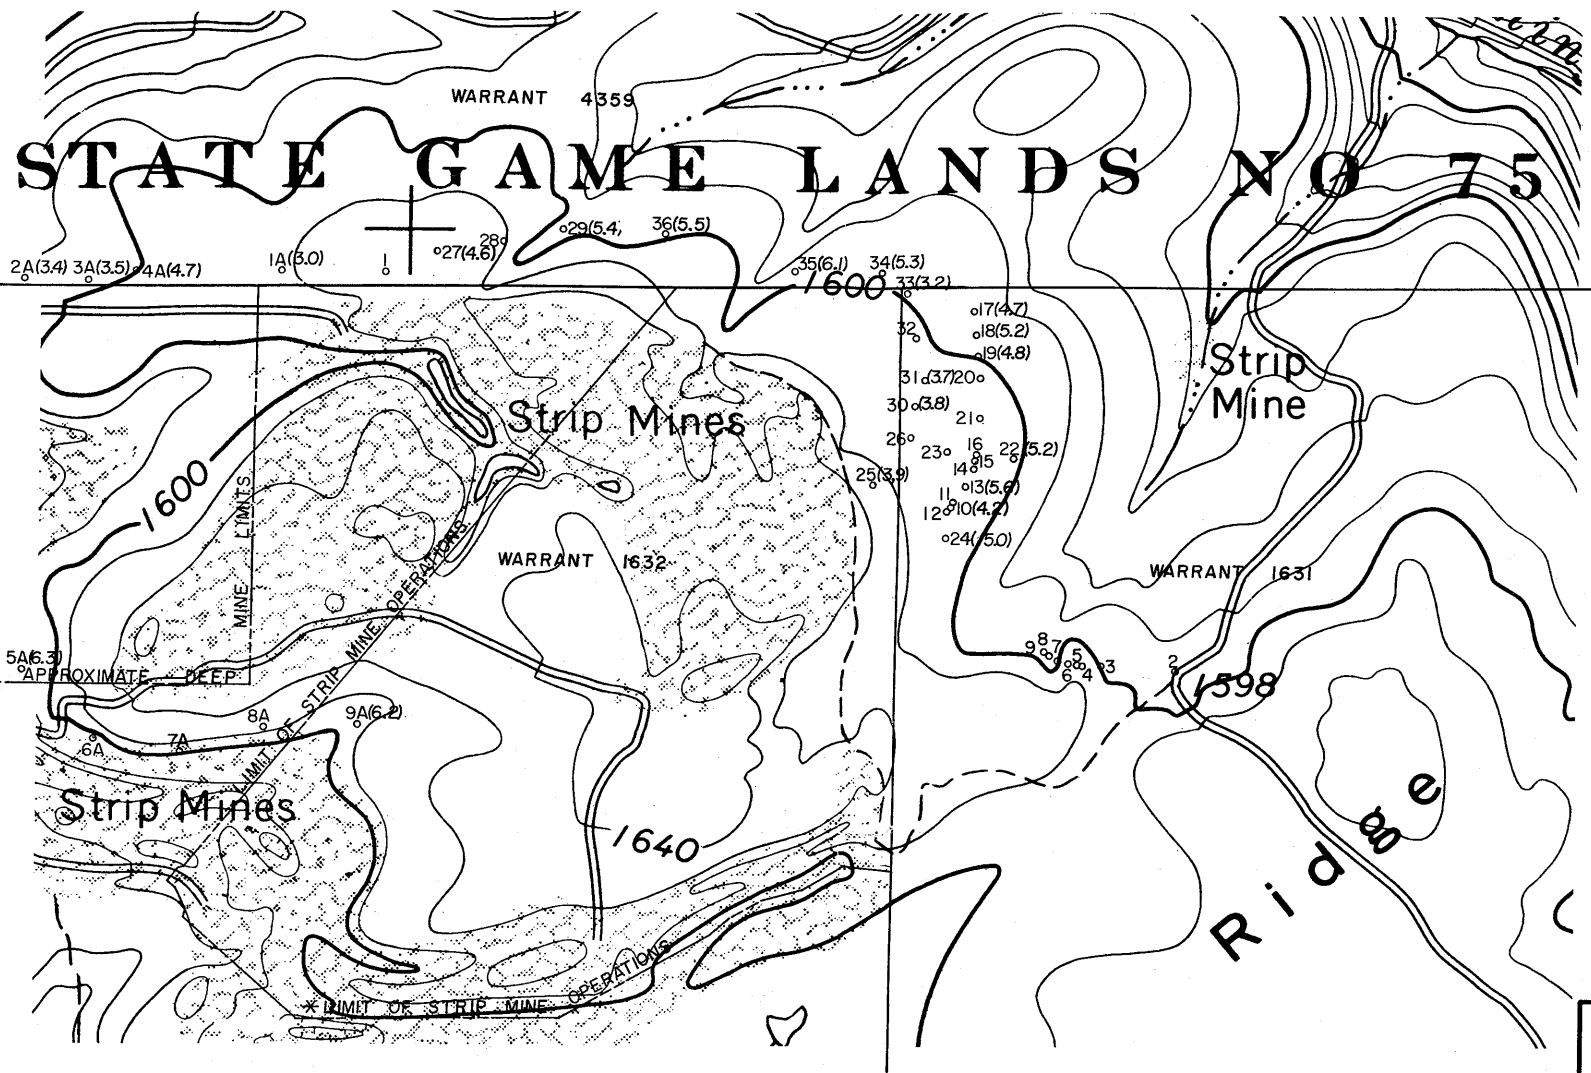 WARRANT 4359
STATE GAME LANDS NO 75
29(5.4,
36(5.5)
28
27(4.6)
1A(3.0)
1
2A(3.4) 3A(3.5) 4A(4.7)
35(6.1) 34(5.3)
1600 33(3.2)
17(4.7)
32 18(5.2)
19(4.8)
Strip
Mine
31 (3.7) 20
30 (3.8)
21
Strip Mines
26
23
16
15
22(5.2)
14
25(3.9)
13(5.6)
11
10(4.2)
12
24(5.0)
1600
MINE LIMITS
WARRANT 1632
WARRANT 1631
LIMIT OF STRIP MINE OPERATIONS
8
9 7
5
6 4 3
2
1598
5A(6.3)
APPROXIMATE DEEP
8A
9A(6.2)
6A
7A
Strip Mines
1640
Ridge
LIMIT OF STRIP MINE OPERATIONS